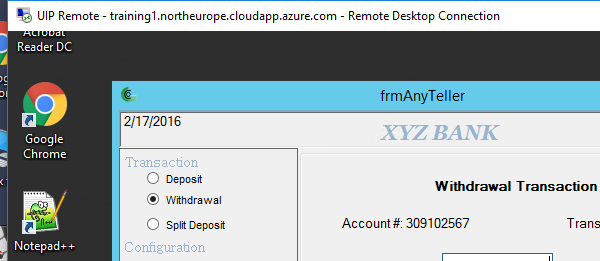 UIP Remote - training1.northeurope.cloudapp.azure.com - Remote Desktop Connection
Acrobat
Reader DC
frmAnyTeller
2/17/2016
XYZ BANK
Google
Chrome
Transaction
Deposit
Withdrawal
Split Deposit
Configuration
Withdrawal Transaction
Account #: 309102567
Trans
Notepad++